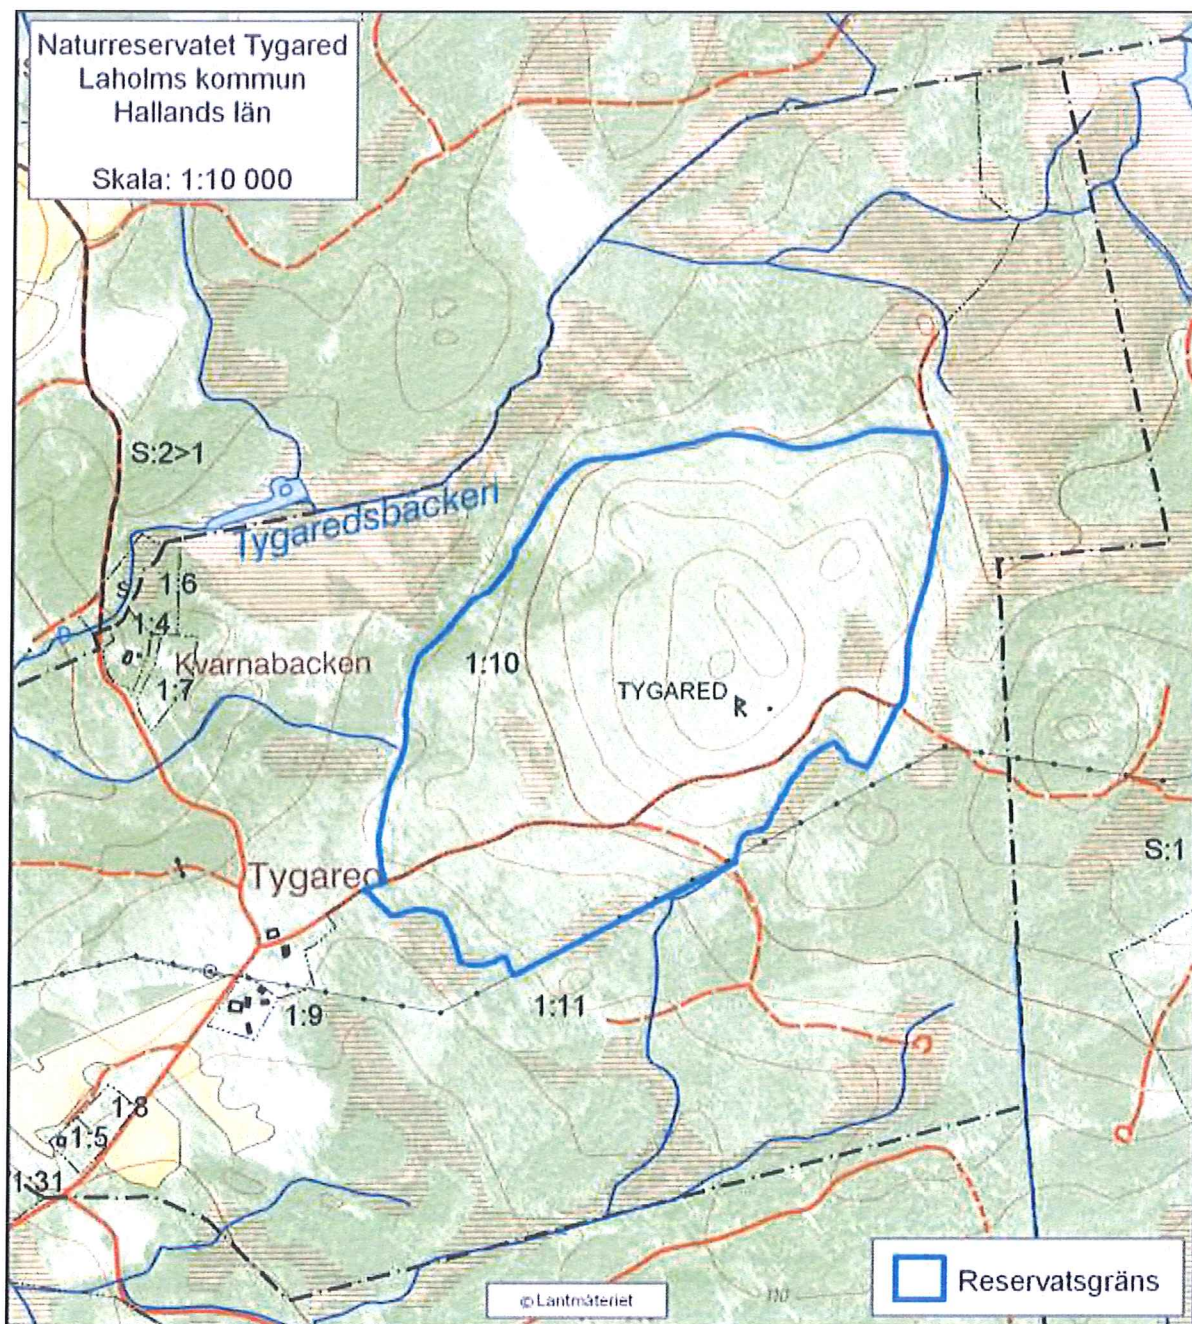 Naturreservatet Tygared
Laholms kommun
Hallands län
Skala: 1:10 000
S:2>1
Tygaredsbäcken
1:6
1:4
Kvarnabacken
1:7
1:10
TYGARED R
S:1
Tygared
1:9
1:11
1:8
1:5
1:31
110
© Lantmäteriet
Reservatsgräns